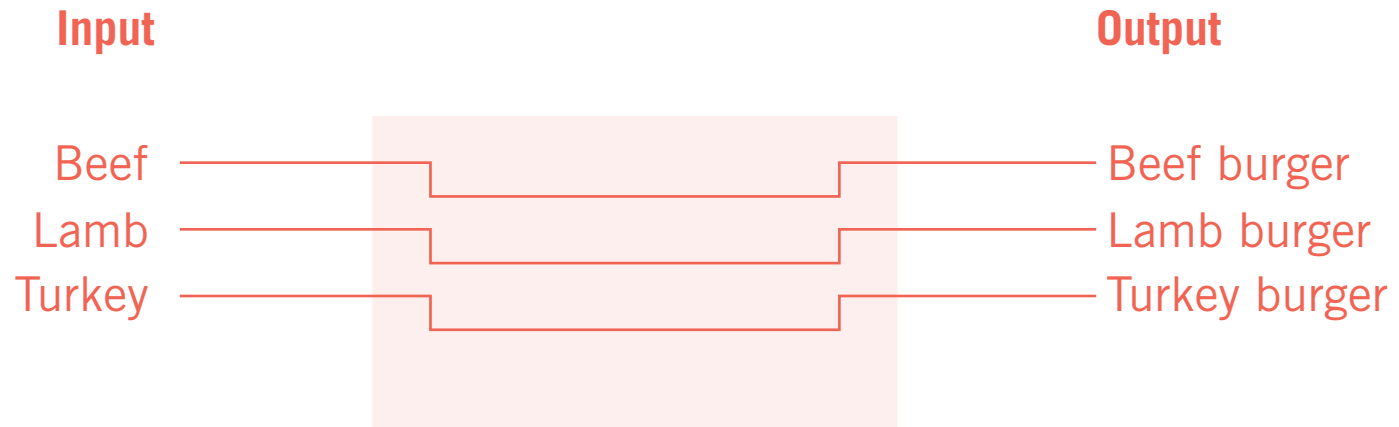 Input
Output
Beef
Beef burger
Lamb
Lamb burger
Turkey
Turkey burger